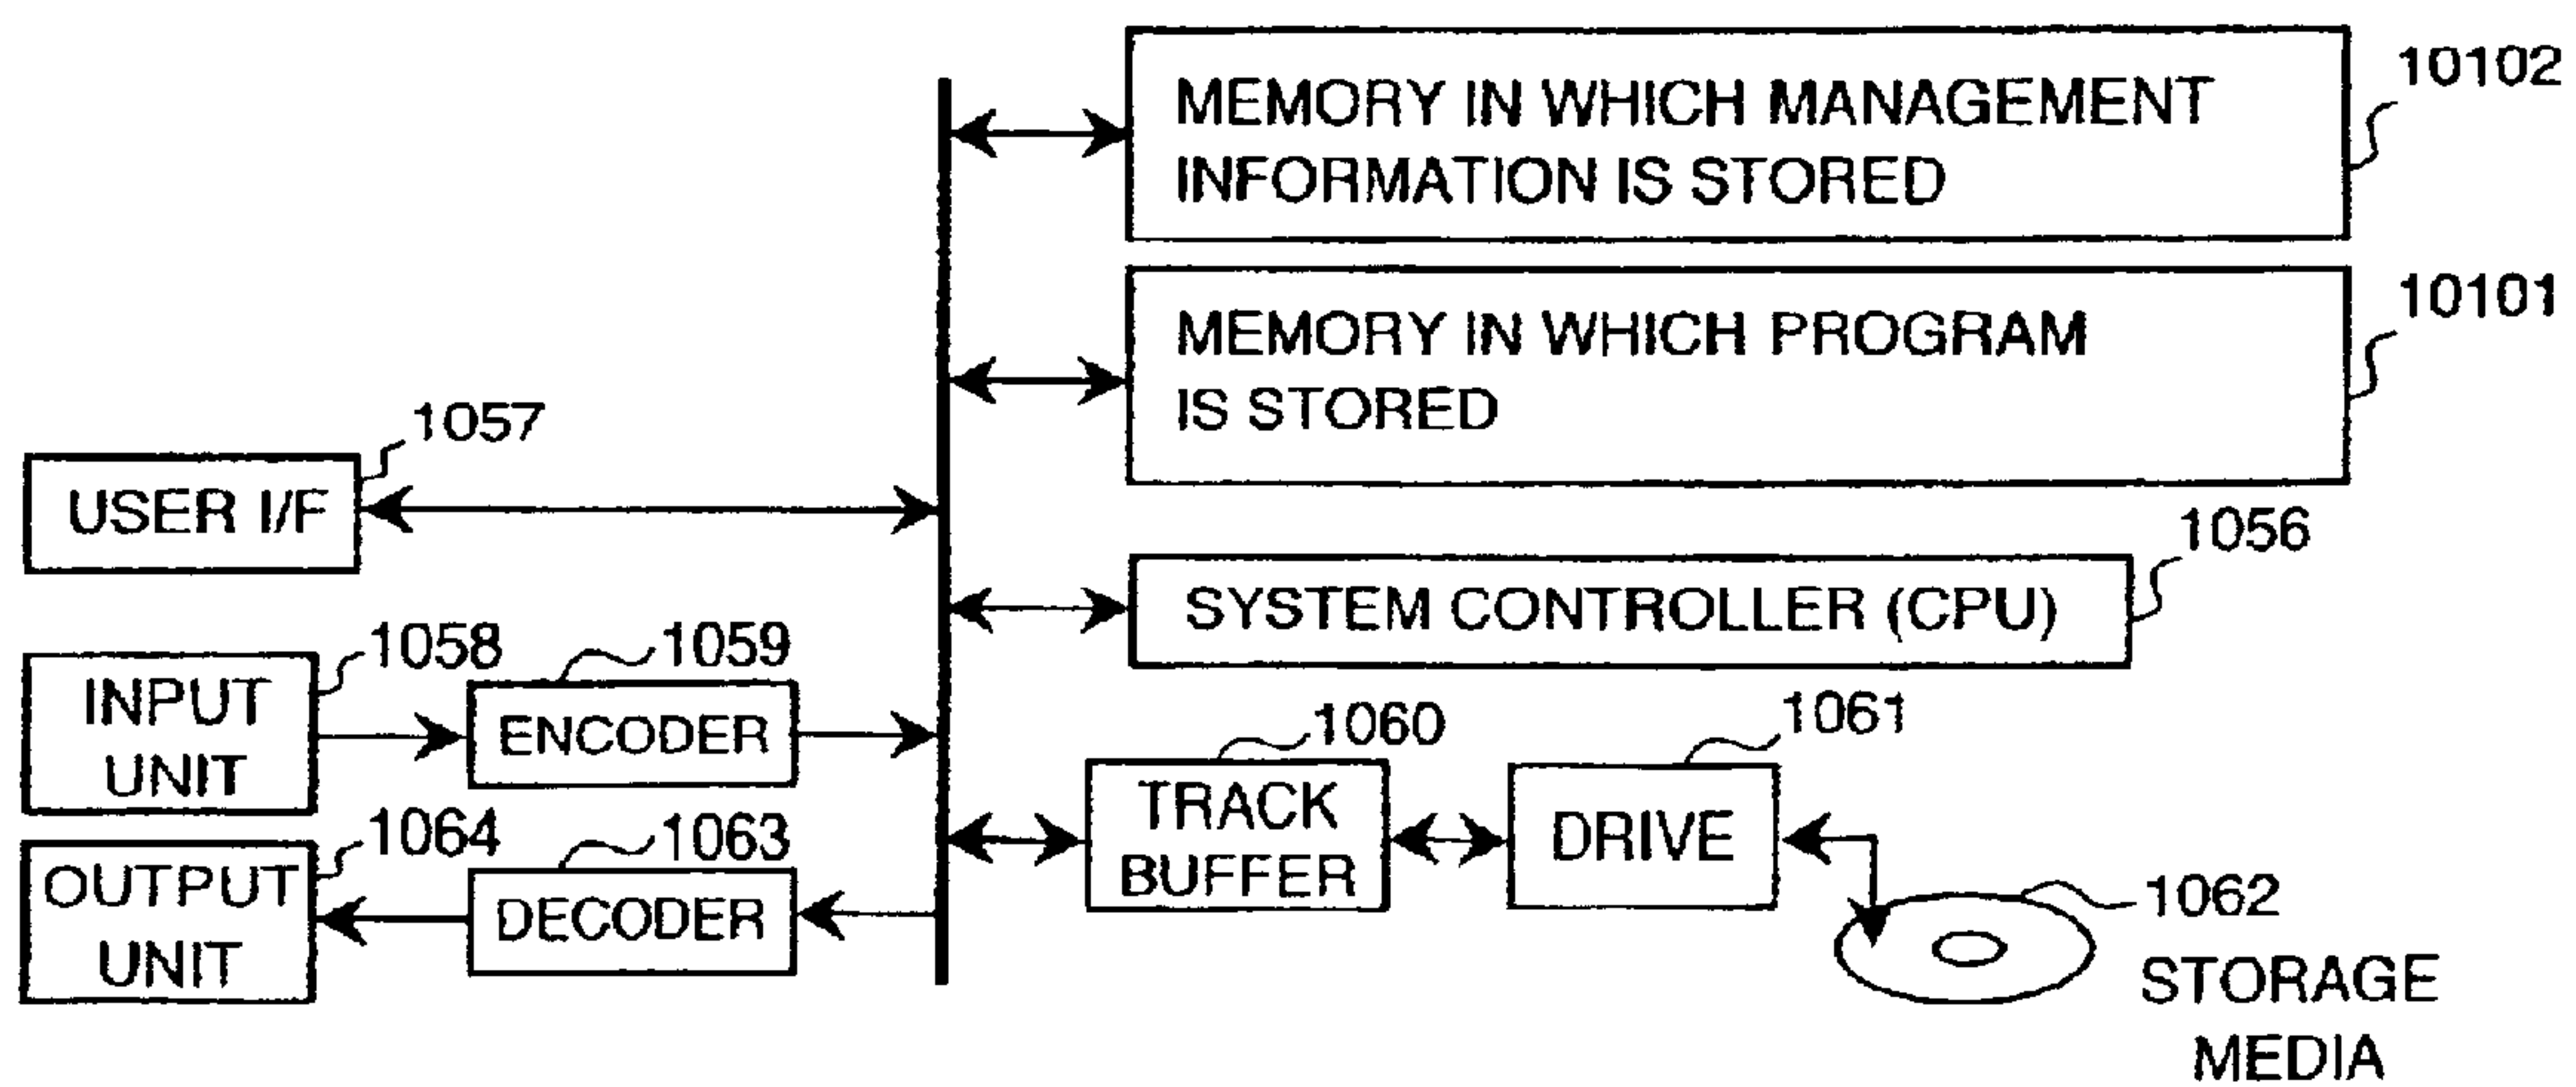 10102
MEMORY IN WHICH MANAGEMENT
INFORMATION IS STORED
10101
MEMORY IN WHICH PROGRAM
IS STORED
1057
USER I/F
1056
SYSTEM CONTROLLER (CPU)
1058
INPUT
UNIT
1059
ENCODER
1060
TRACK
BUFFER
1061
DRIVE
1064
OUTPUT
UNIT
1063
DECODER
1062
STORAGE
MEDIA